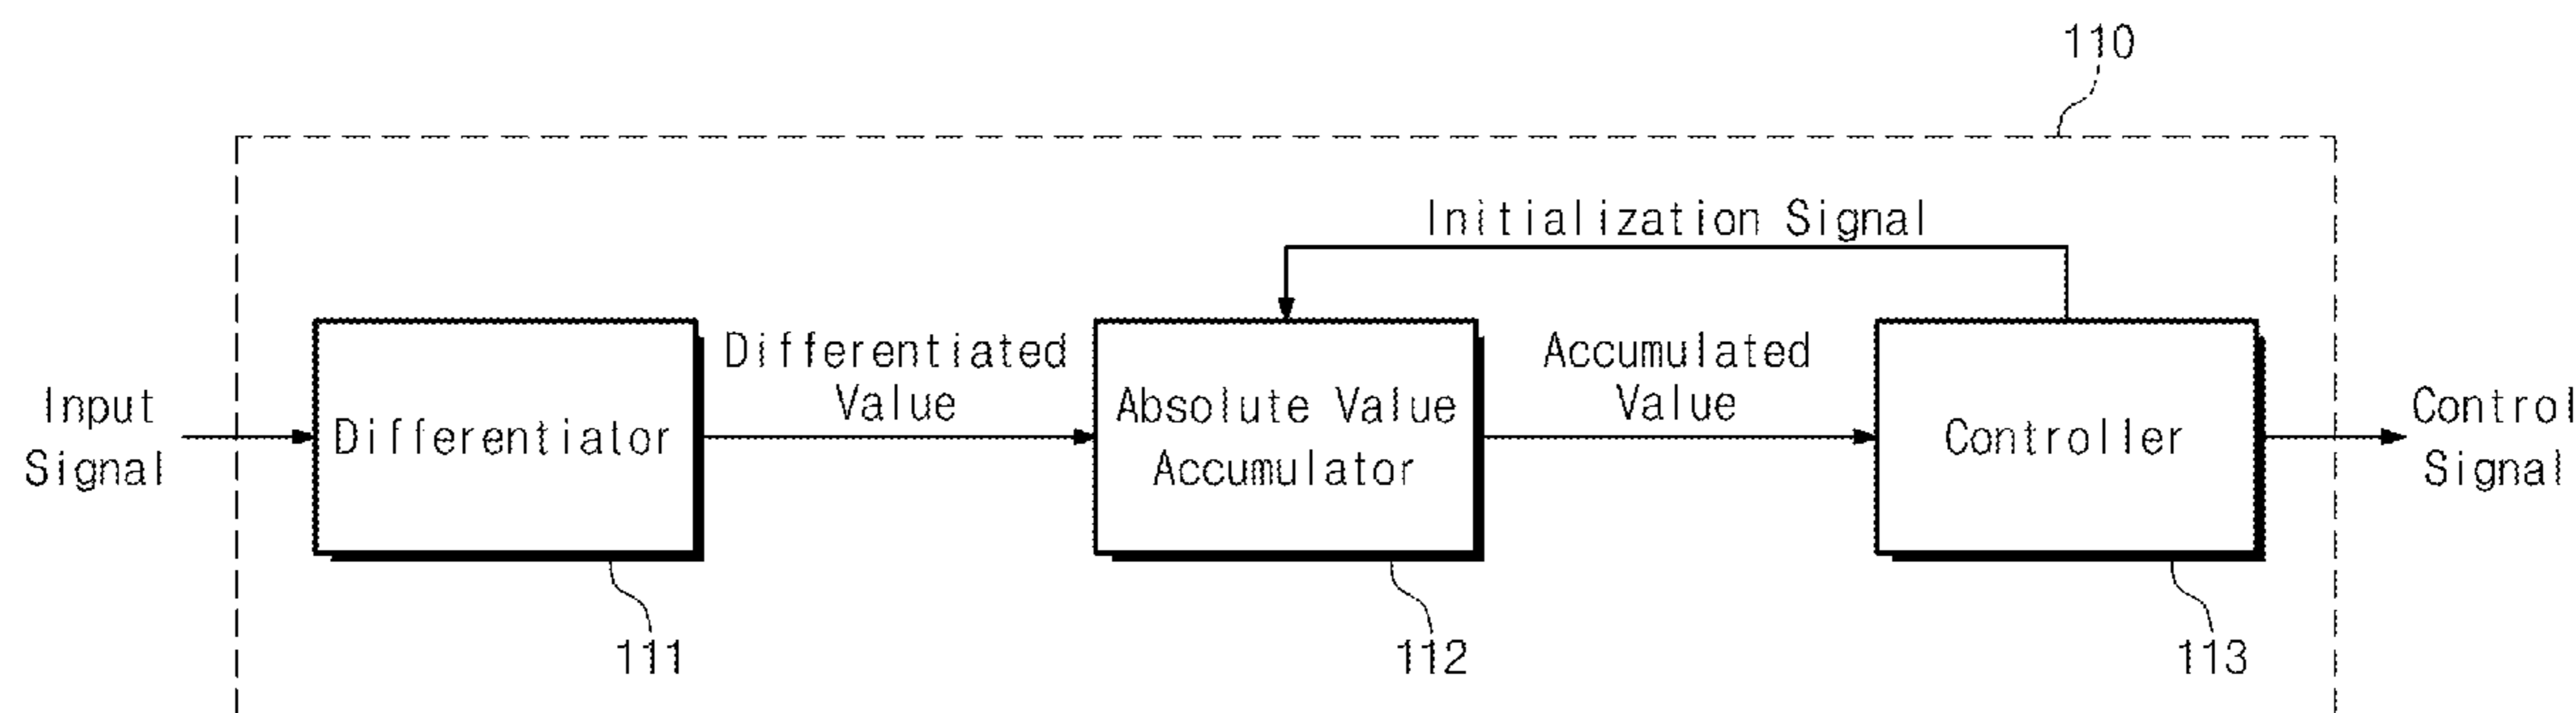 110
Initialization Signal
Input
Signal
Differentiator
Differentiated
Value
Absolute Value
Accumulator
Accumulated
Value
Controller
Control
Signal
111
112
113